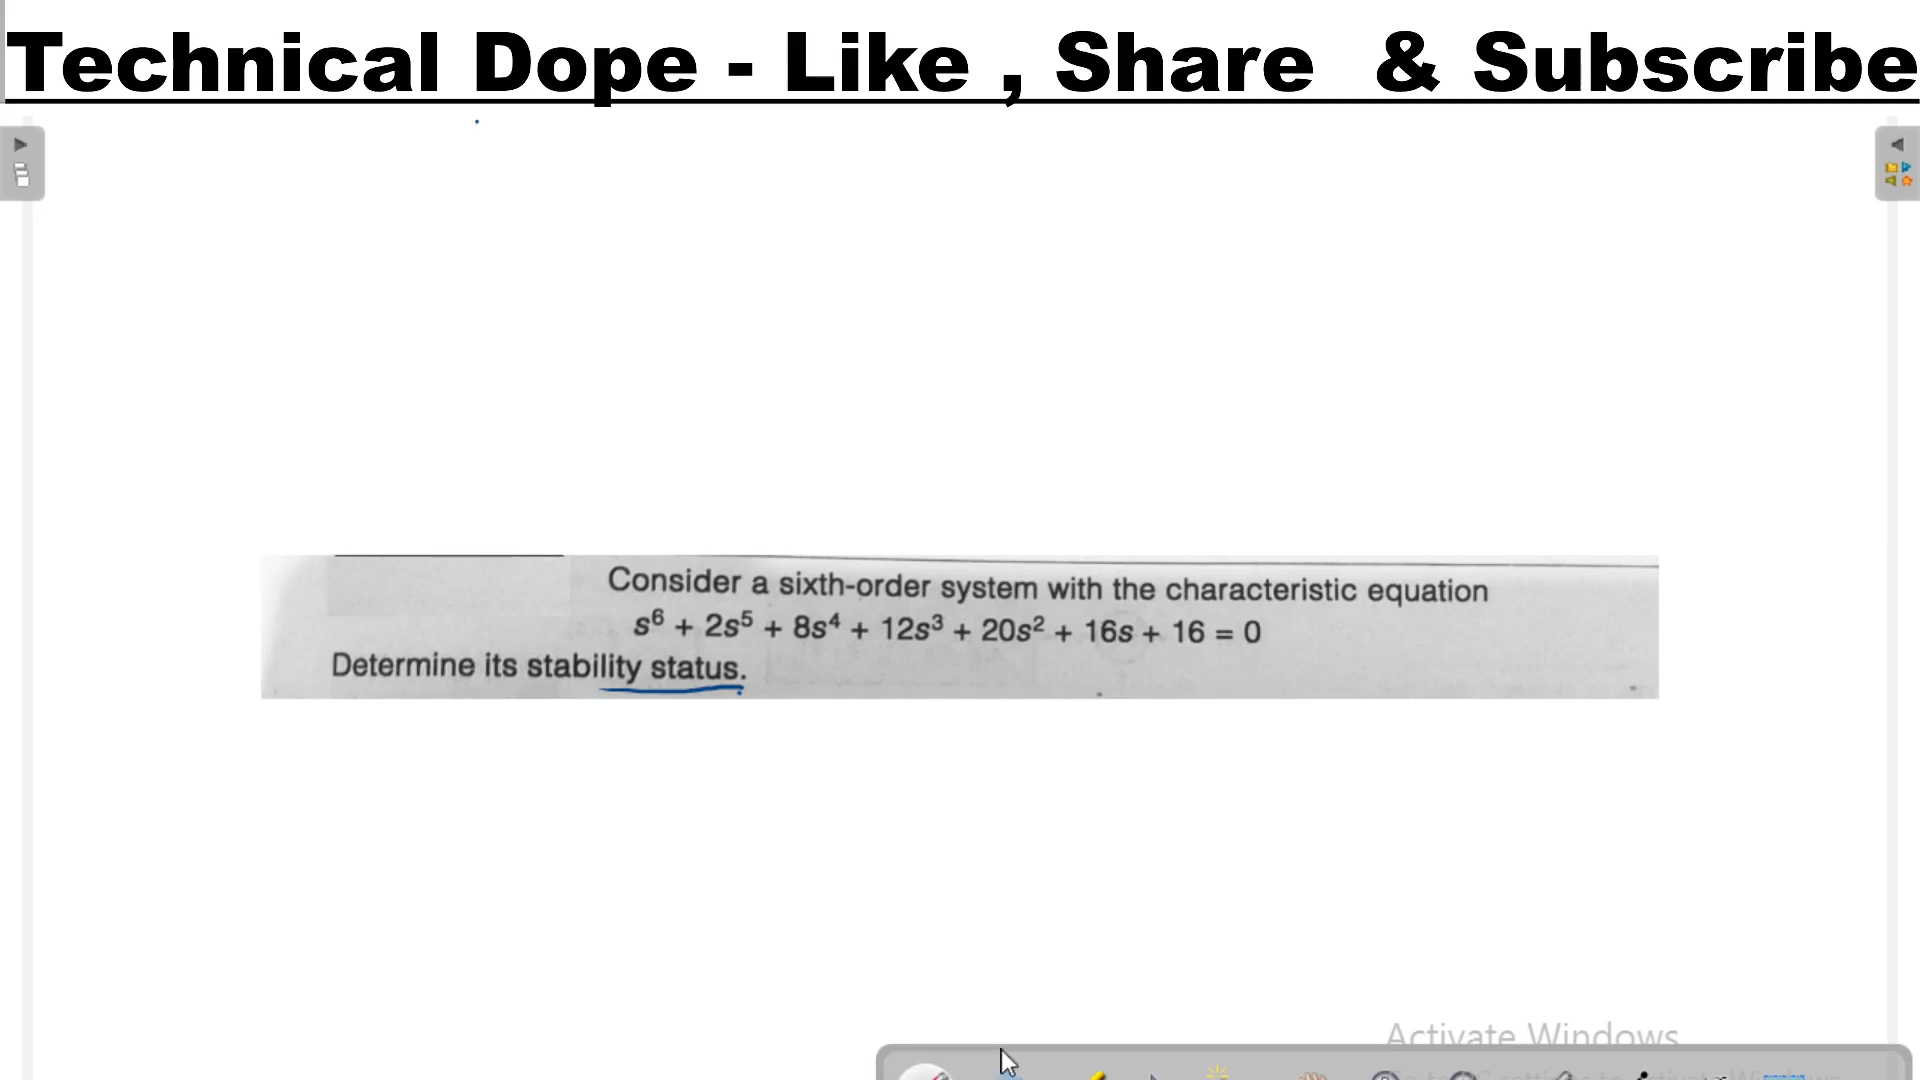 Technical Dope - Like , Share & Subscribe
Consider a sixth-order system with the characteristic equation
s⁶ + 2s⁵ + 8s⁴ + 12s³ + 20s² + 16s + 16 = 0
Determine its stability status.
Activate Windows